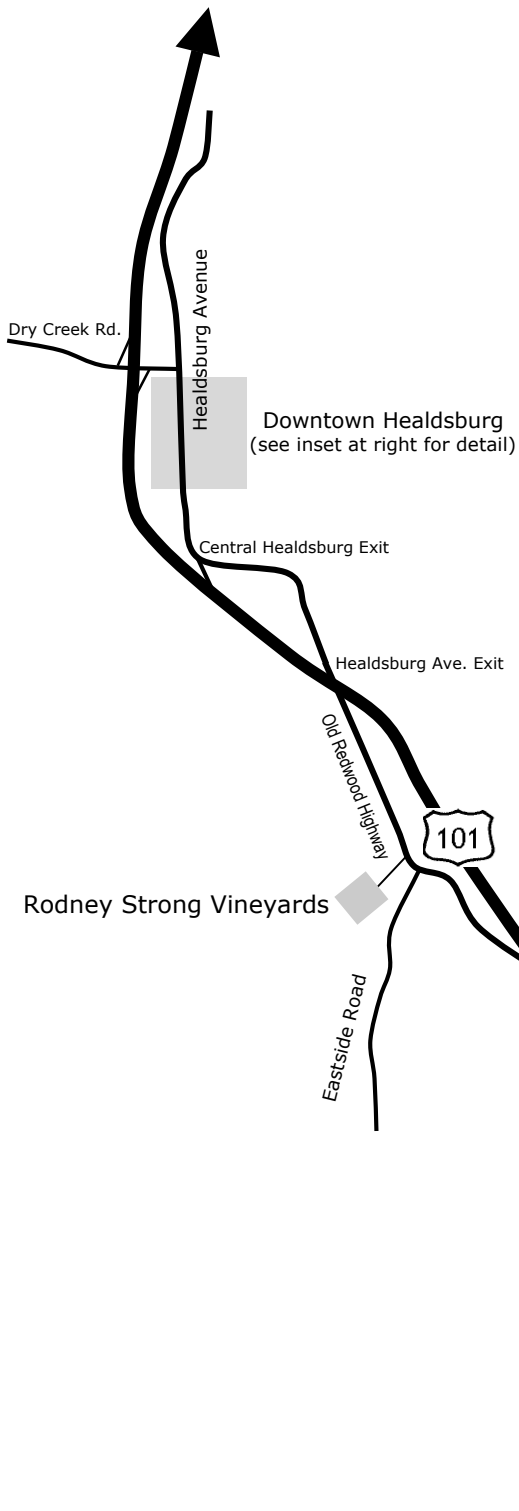 Healdsburg Avenue
Dry Creek Rd.
Downtown Healdsburg
(see inset at right for detail)
Central Healdsburg Exit
Healdsburg Ave. Exit
Old Redwood Highway
101
Rodney Strong Vineyards
Eastside Road